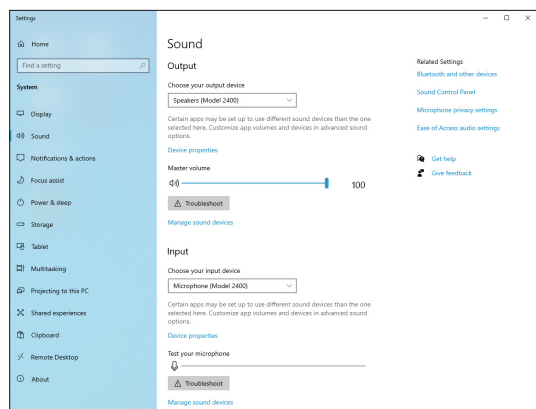 Settings
Home
Find a setting
System
Display
Sound
Notifications & actions
Focus assist
Power & sleep
Storage
Tablet
Multitasking
Projecting to this PC
Shared experiences
Clipboard
Remote Desktop
About
Sound
Output
Choose your output device
Speakers (Model 2400)
Certain apps may be set up to use different sound devices than the one
selected here. Customize app volumes and devices in advanced sound
options.
Device properties
Master volume
100
Troubleshoot
Manage sound devices
Input
Choose your input device
Microphone (Model 2400)
Certain apps may be set up to use different sound devices than the one
selected here. Customize app volumes and devices in advanced sound
options.
Device properties
Test your microphone
Troubleshoot
Manage sound devices
Related Settings
Bluetooth and other devices
Sound Control Panel
Microphone privacy settings
Ease of Access audio settings
Get help
Give feedback